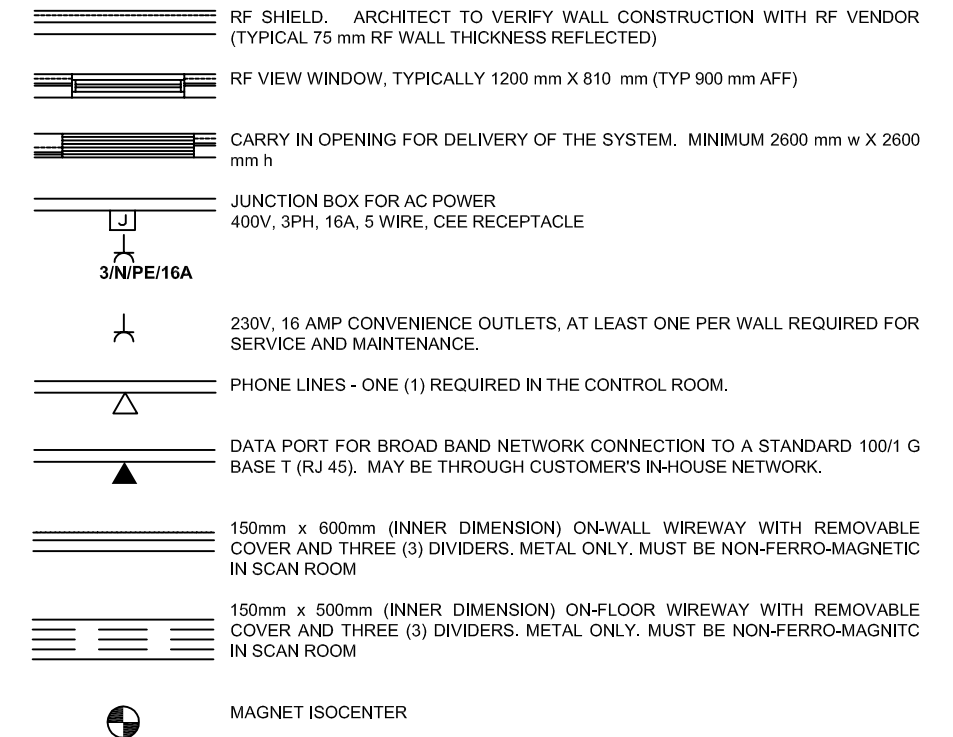 RF SHIELD. ARCHITECT TO VERIFY WALL CONSTRUCTION WITH RF VENDOR
(TYPICAL 75 mm RF WALL THICKNESS REFLECTED)
RF VIEW WINDOW, TYPICALLY 1200 mm X 810 mm (TYP 900 mm AFF)
CARRY IN OPENING FOR DELIVERY OF THE SYSTEM. MINIMUM 2600 mm w X 2600
mm h
JUNCTION BOX FOR AC POWER
400V, 3PH, 16A, 5 WIRE, CEE RECEPTACLE
J
3/N/PE/16A
230V, 16 AMP CONVENIENCE OUTLETS, AT LEAST ONE PER WALL REQUIRED FOR
SERVICE AND MAINTENANCE.
PHONE LINES - ONE (1) REQUIRED IN THE CONTROL ROOM.
DATA PORT FOR BROAD BAND NETWORK CONNECTION TO A STANDARD 100/1 G
BASE T (RJ 45). MAY BE THROUGH CUSTOMER'S IN-HOUSE NETWORK.
150mm x 600mm (INNER DIMENSION) ON-WALL WIREWAY WITH REMOVABLE
COVER AND THREE (3) DIVIDERS. METAL ONLY. MUST BE NON-FERRO-MAGNETIC
IN SCAN ROOM
150mm x 500mm (INNER DIMENSION) ON-FLOOR WIREWAY WITH REMOVABLE
COVER AND THREE (3) DIVIDERS. METAL ONLY. MUST BE NON-FERRO-MAGNITC
IN SCAN ROOM
MAGNET ISOCENTER